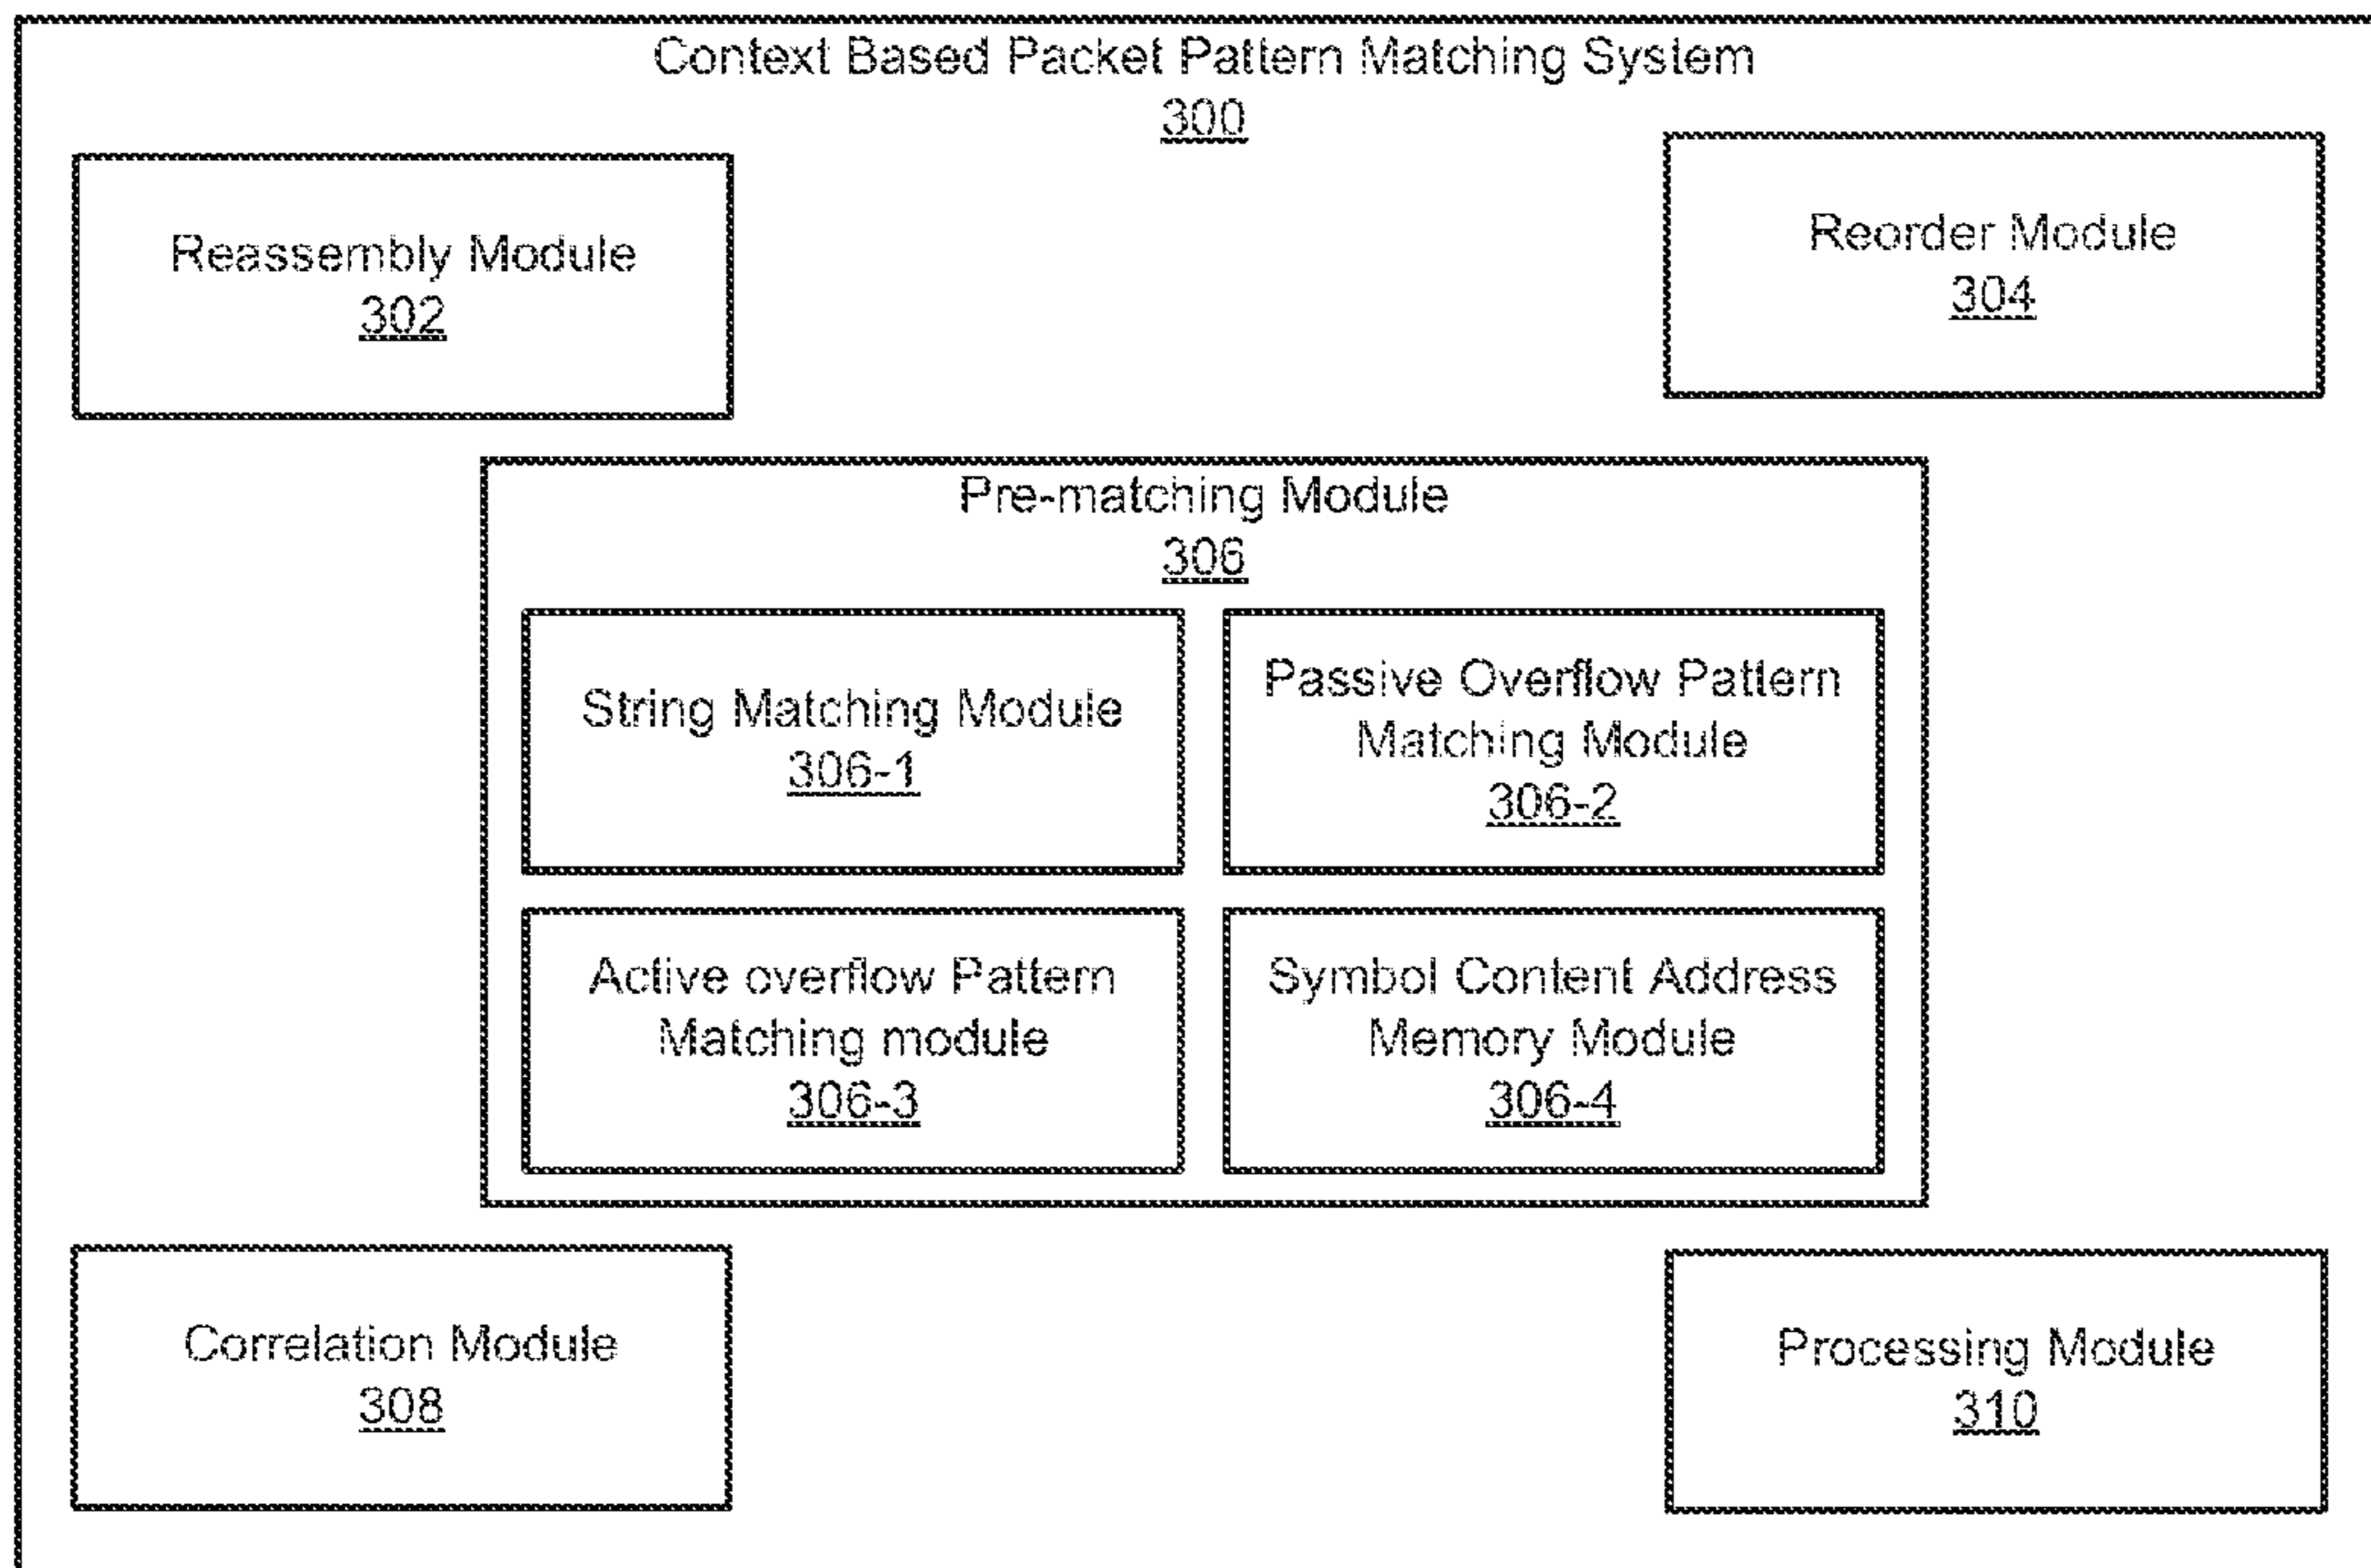 Context Based Packet Pattern Matching System
300
Reassembly Module
302
Reorder Module
304
Pre-matching Module
306
String Matching Module
306-1
Passive Overflow Pattern
Matching Module
306-2
Active overflow Pattern
Matching module
306-3
Symbol Content Address
Memory Module
306-4
Correlation Module
308
Processing Module
310